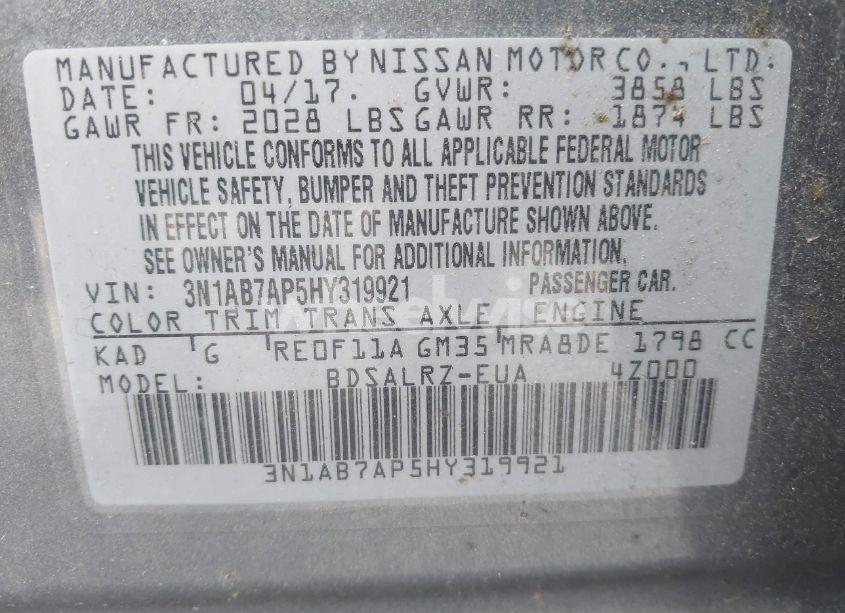 MANUFACTURED BY NISSAN MOTOR CO., LTD.
DATE: 04/17. GVWR: 3858 LBS
GAWR FR: 2028 LBS GAWR RR: 1874 LBS
THIS VEHICLE CONFORMS TO ALL APPLICABLE FEDERAL MOTOR
VEHICLE SAFETY, BUMPER AND THEFT PREVENTION STANDARDS
IN EFFECT ON THE DATE OF MANUFACTURE SHOWN ABOVE.
SEE OWNER'S MANUAL FOR ADDITIONAL INFORMATION.
VIN: 3N1AB7AP5HY319921 PASSENGER CAR.
COLOR TRIM TRANS AXLE ENGINE
KAD G RE0F11A GM35 MRA8DE 1798 CC
MODEL: BDSALRZ-EUA 4Z000
3N1AB7AP5HY319921